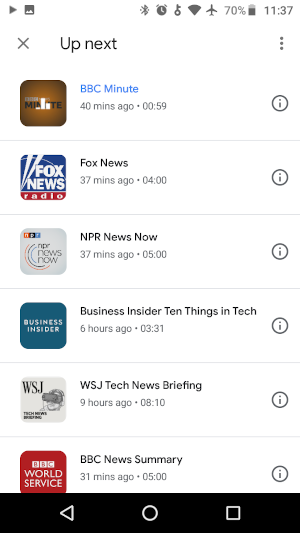 70% 11:37
Up next
BBC Minute
40 mins ago • 00:59
MINUTE
Fox News
37 mins ago • 04:00
FOX
NEWS
radio
NPR News Now
37 mins ago • 05:00
npr
npr
news
now
Business Insider Ten Things in Tech
6 hours ago • 03:31
BUSINESS
INSIDER
WSJ Tech News Briefing
9 hours ago • 08:10
WSJ
TECH NEWS
BRIEFING
BBC News Summary
31 mins ago • 05:00
BBC
WORLD
SERVICE